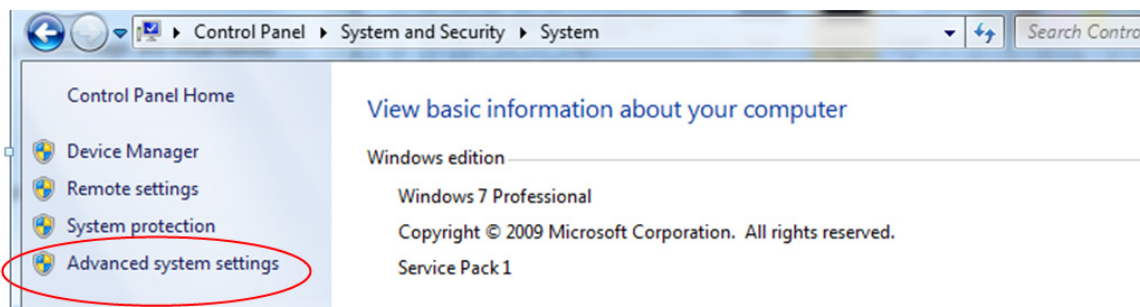 Control Panel System and Security System
Search Contro
Control Panel Home
Device Manager
Remote settings
System protection
Advanced system settings
View basic information about your computer
Windows edition
Windows 7 Professional
Copyright © 2009 Microsoft Corporation. All rights reserved.
Service Pack 1